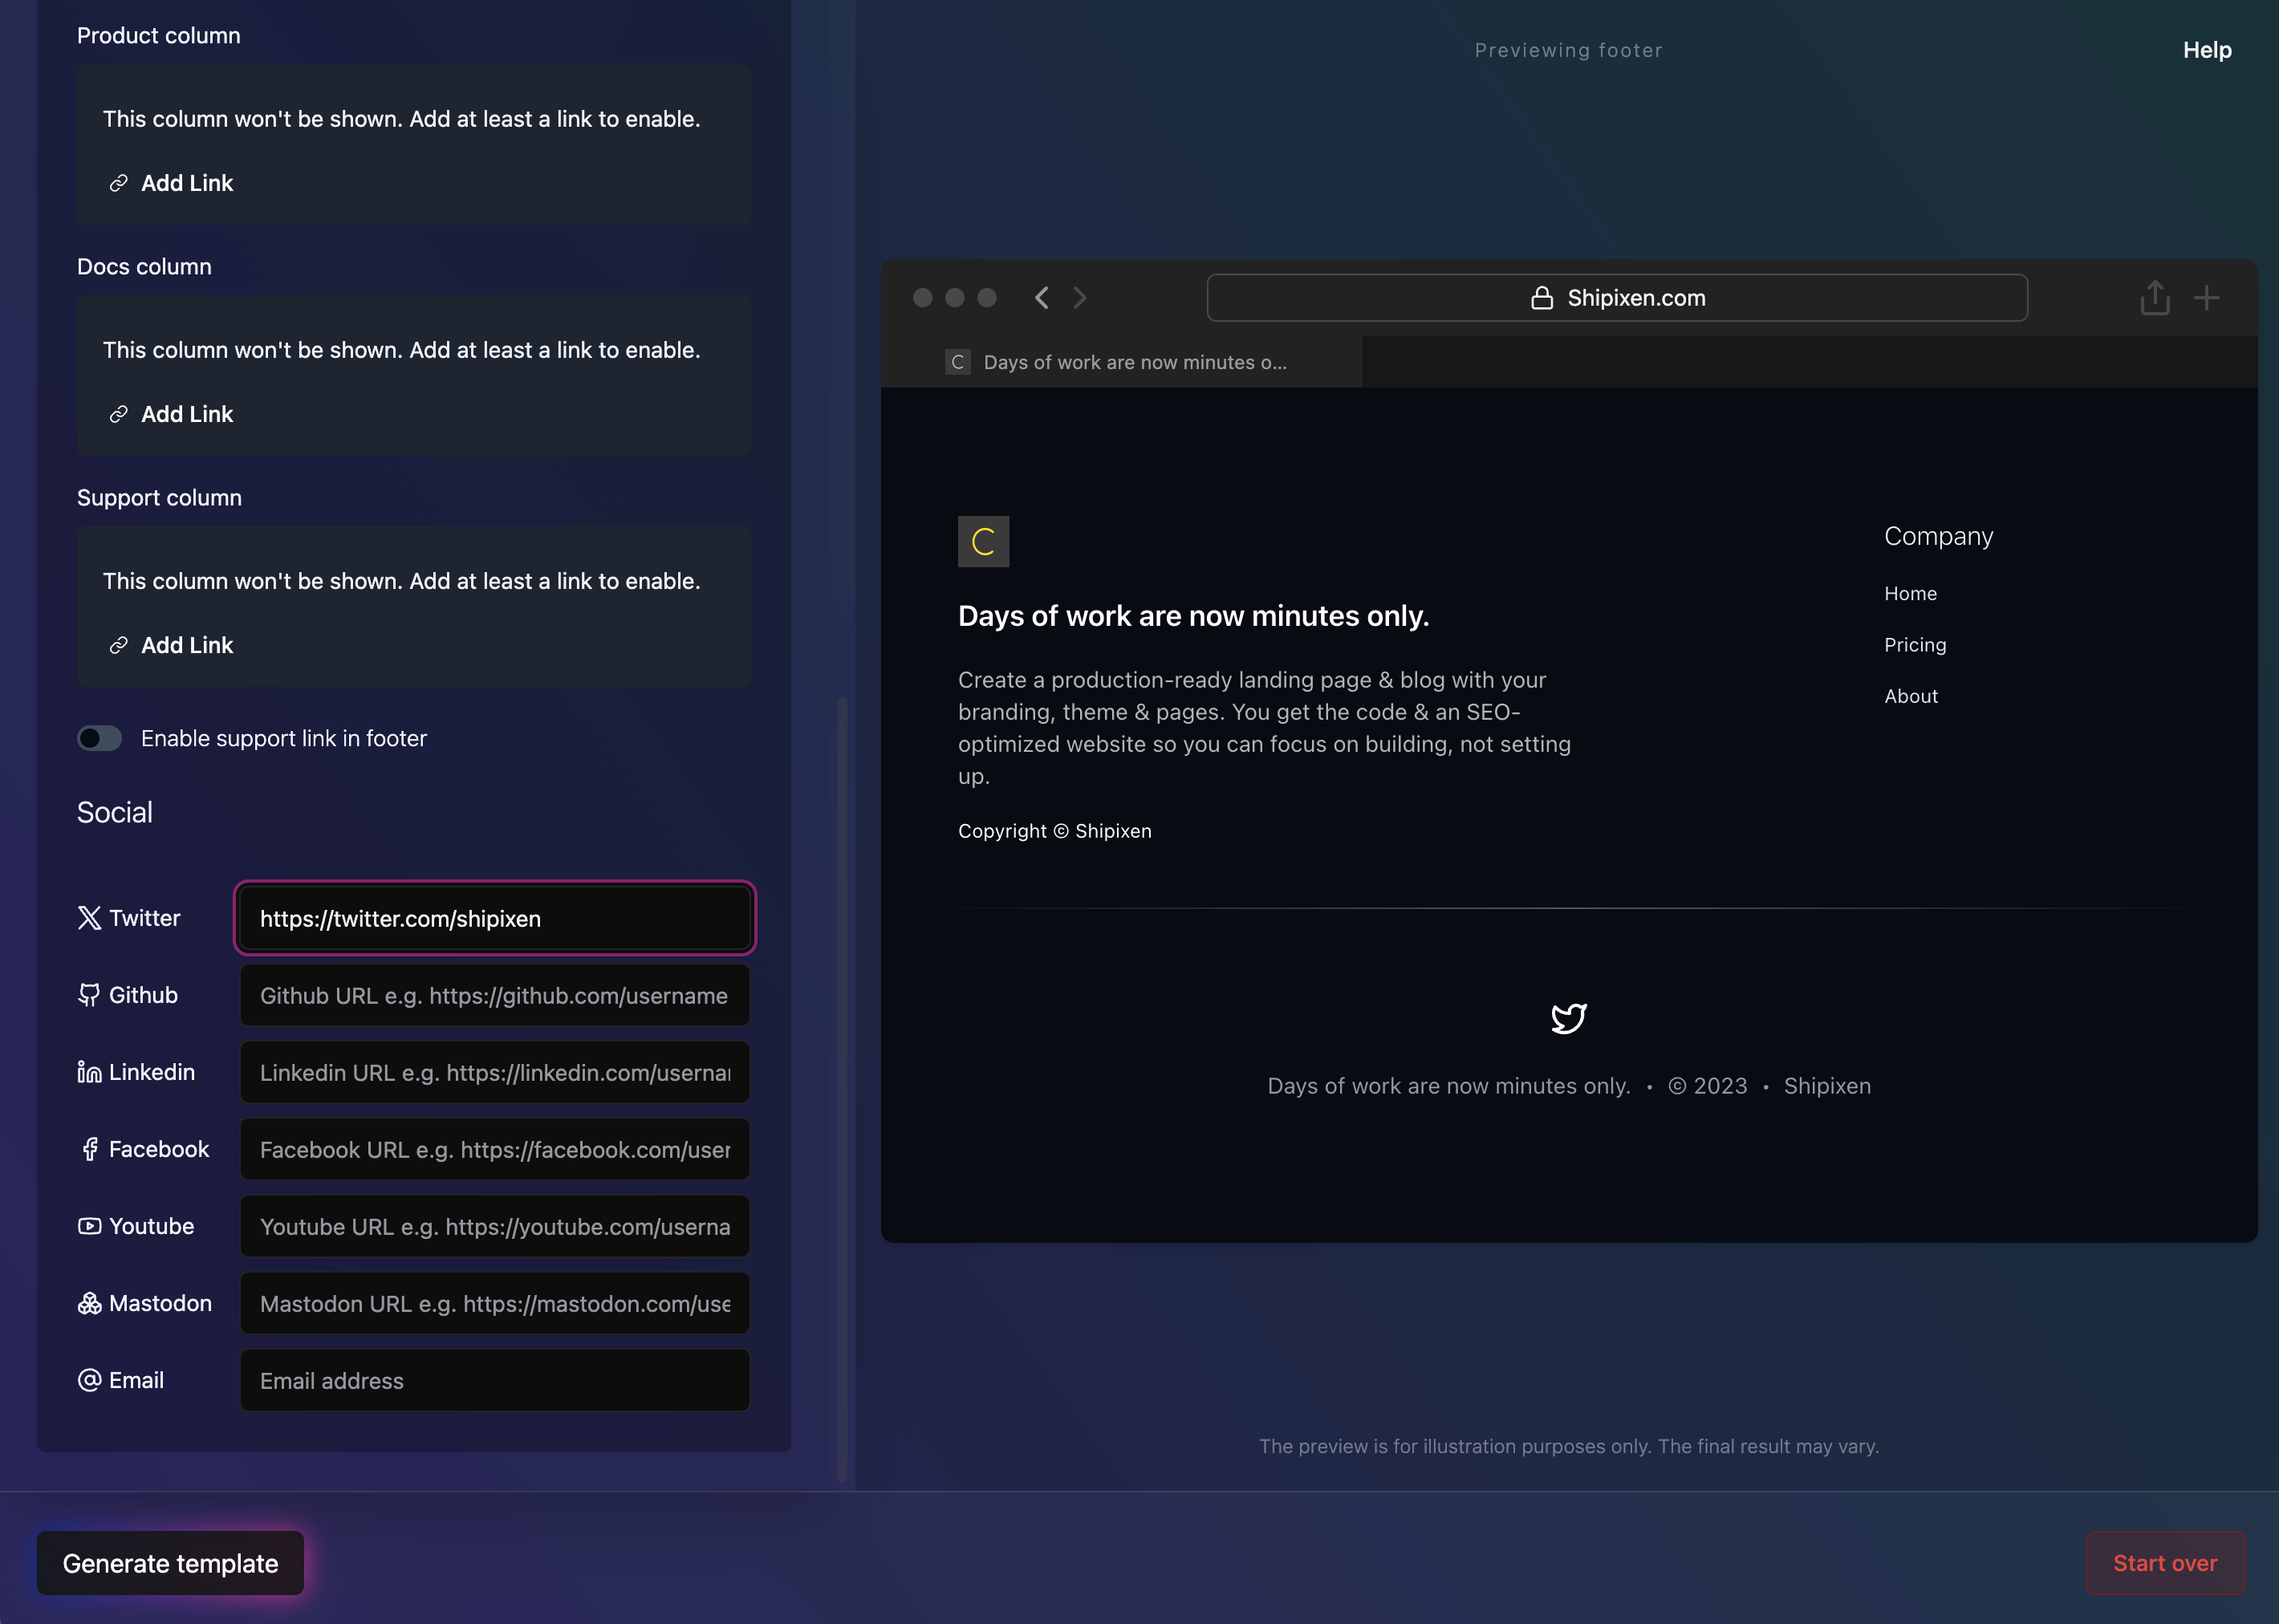 Product column
This column won't be shown. Add at least a link to enable.
Add Link
Docs column
This column won't be shown. Add at least a link to enable.
Add Link
Support column
This column won't be shown. Add at least a link to enable.
Add Link
Enable support link in footer
Social
Twitter
https://twitter.com/shipixen
Github
Github URL e.g. https://github.com/username
Linkedin
Linkedin URL e.g. https://linkedin.com/userna
Facebook
Facebook URL e.g. https://facebook.com/user
Youtube
Youtube URL e.g. https://youtube.com/userna
Mastodon
Mastodon URL e.g. https://mastodon.com/use
Email
Email address
Generate template
Previewing footer
Help
Shipixen.com
C
Days of work are now minutes o...
C
Days of work are now minutes only.
Create a production-ready landing page & blog with your
branding, theme & pages. You get the code & an SEO-
optimized website so you can focus on building, not setting
up.
Copyright © Shipixen
Company
Home
Pricing
About
Days of work are now minutes only. • © 2023 • Shipixen
The preview is for illustration purposes only. The final result may vary.
Start over